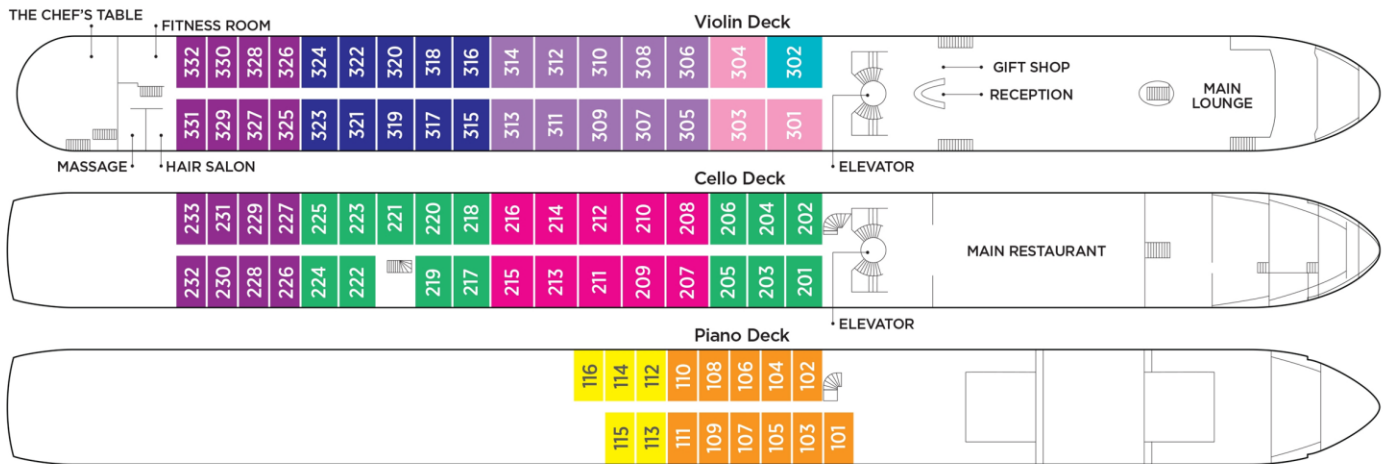 THE CHEF'S TABLE
FITNESS ROOM
Violin Deck
332 330 328 326 324 322 320 318 316 314 312 310 308 306 304 302
331 329 327 325 323 321 319 317 315 313 311 309 307 305 303 301
GIFT SHOP
RECEPTION
MAIN
LOUNGE
MASSAGE
HAIR SALON
ELEVATOR
Cello Deck
233 231 229 227 225 223 221 220 218 216 214 212 210 208 206 204 202
232 230 228 226 224 222 219 217 215 213 211 209 207 205 203 201
MAIN RESTAURANT
ELEVATOR
Piano Deck
116 114 112 110 108 106 104 102
115 113 111 109 107 105 103 101